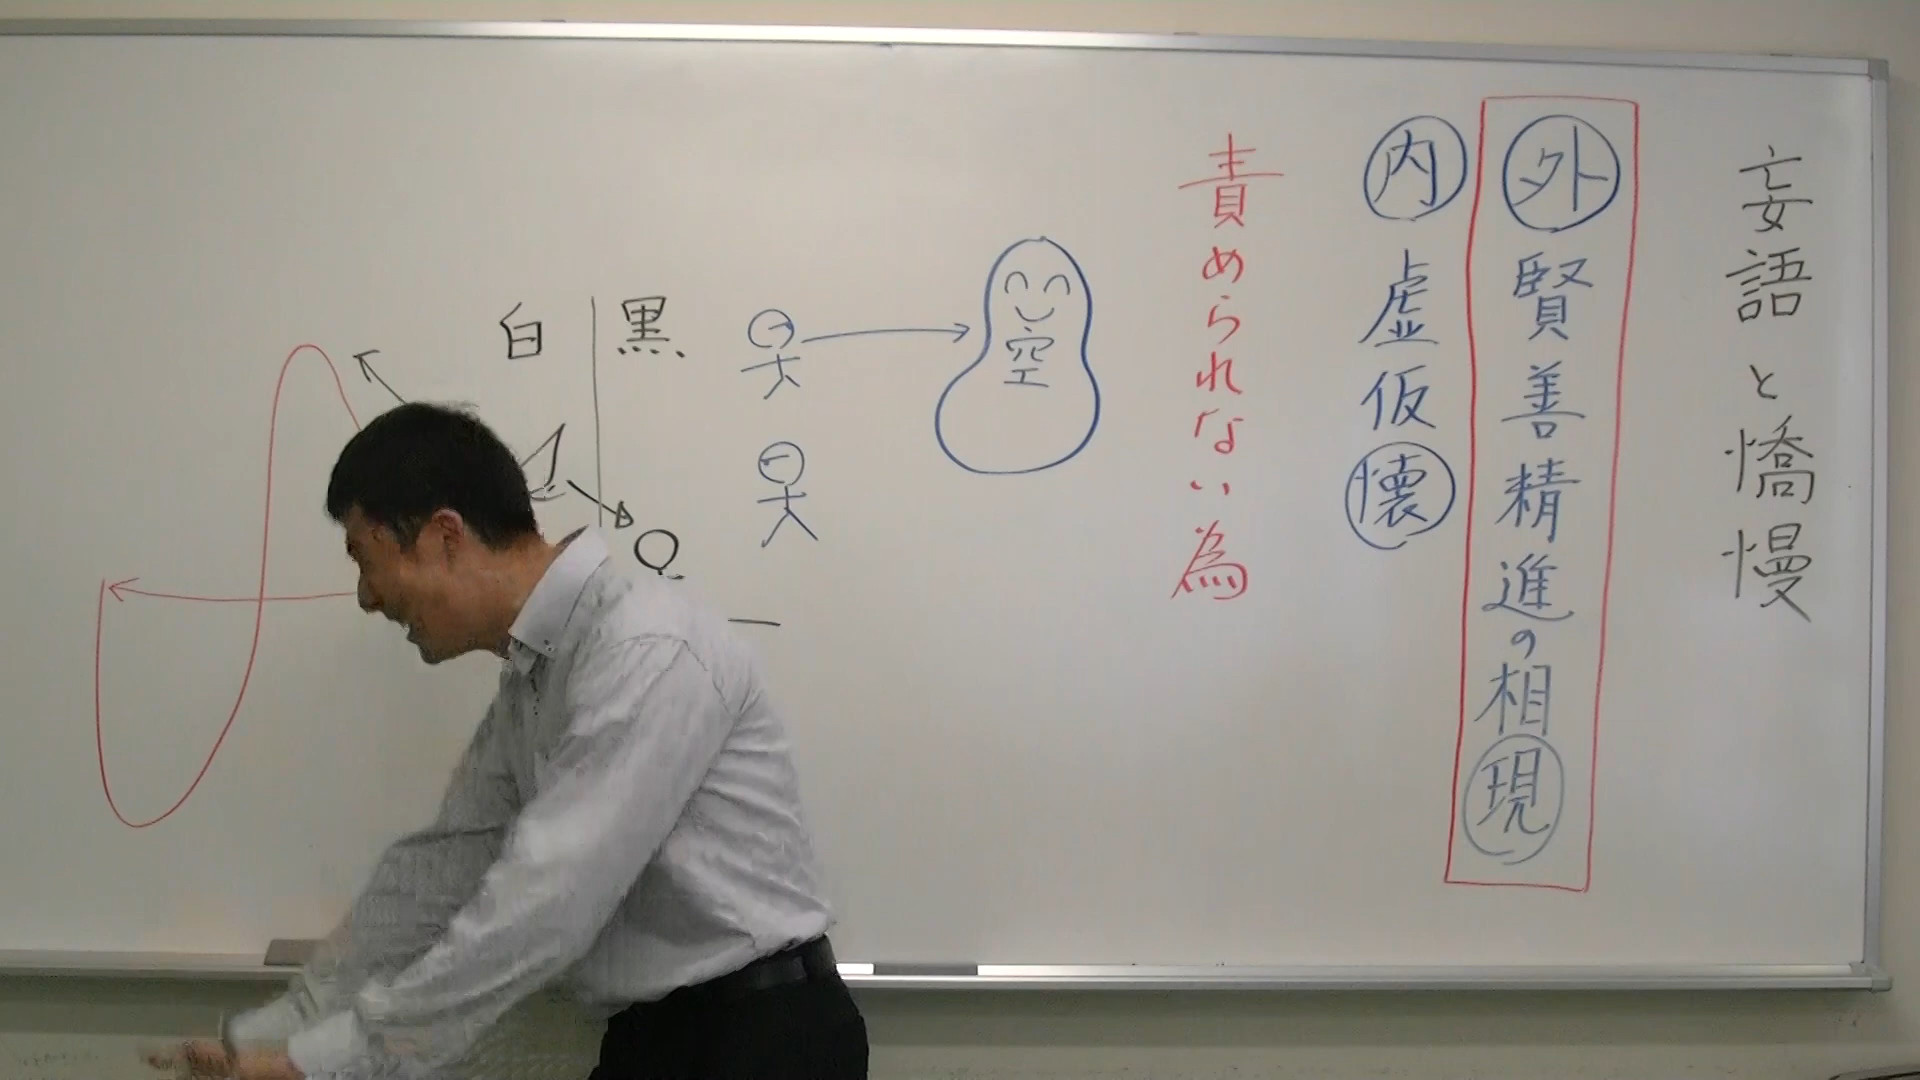 妄語と憍慢
外賢善精進の相現
内虚仮懐
責められない為
空
黒
白